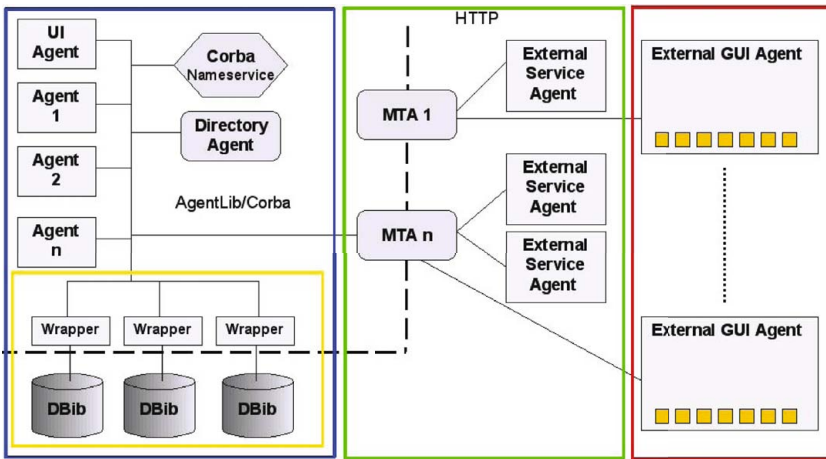 HTTP
UI
Agent
Corba
Nameservice
Agent
1
Directory
Agent
Agent
2
AgentLib/Corba
Agent
n
Wrapper
Wrapper
Wrapper
DBib
DBib
DBib
MTA 1
MTA n
External
Service
Agent
External
Service
Agent
External
Service
Agent
External GUI Agent
External GUI Agent